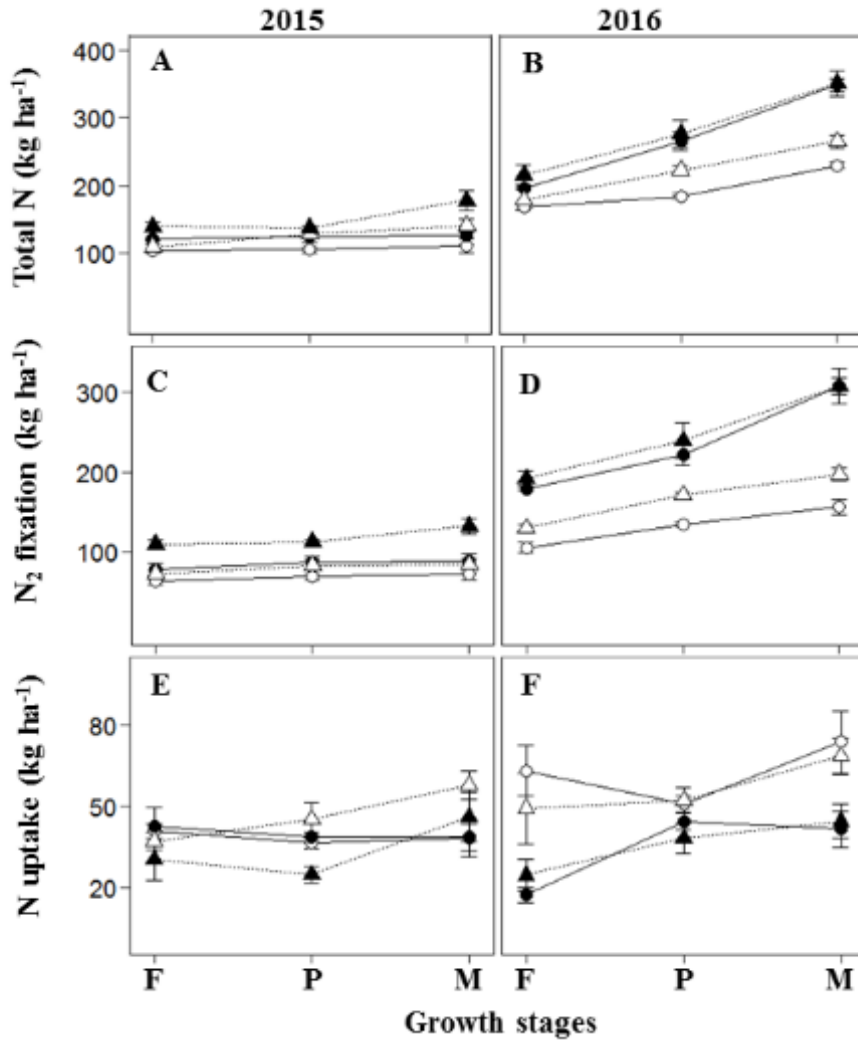 2015 2016
A B
Total N (kg ha⁻¹)
400
300
200
100
C D
N₂ fixation (kg ha⁻¹)
300
200
100
E F
N uptake (kg ha⁻¹)
80
50
20
F P M F P M
Growth stages